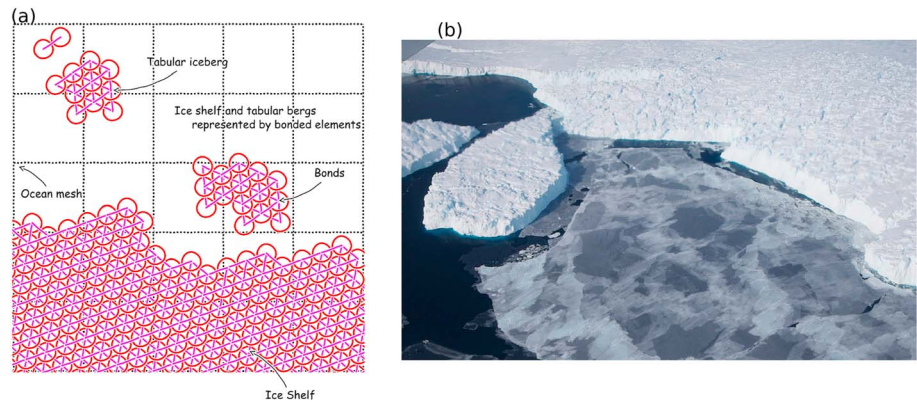 (a)
(b)
Tabular iceberg
Ice shelf and tabular bergs
represented by bonded elements
Bonds
Ocean mesh
Ice Shelf